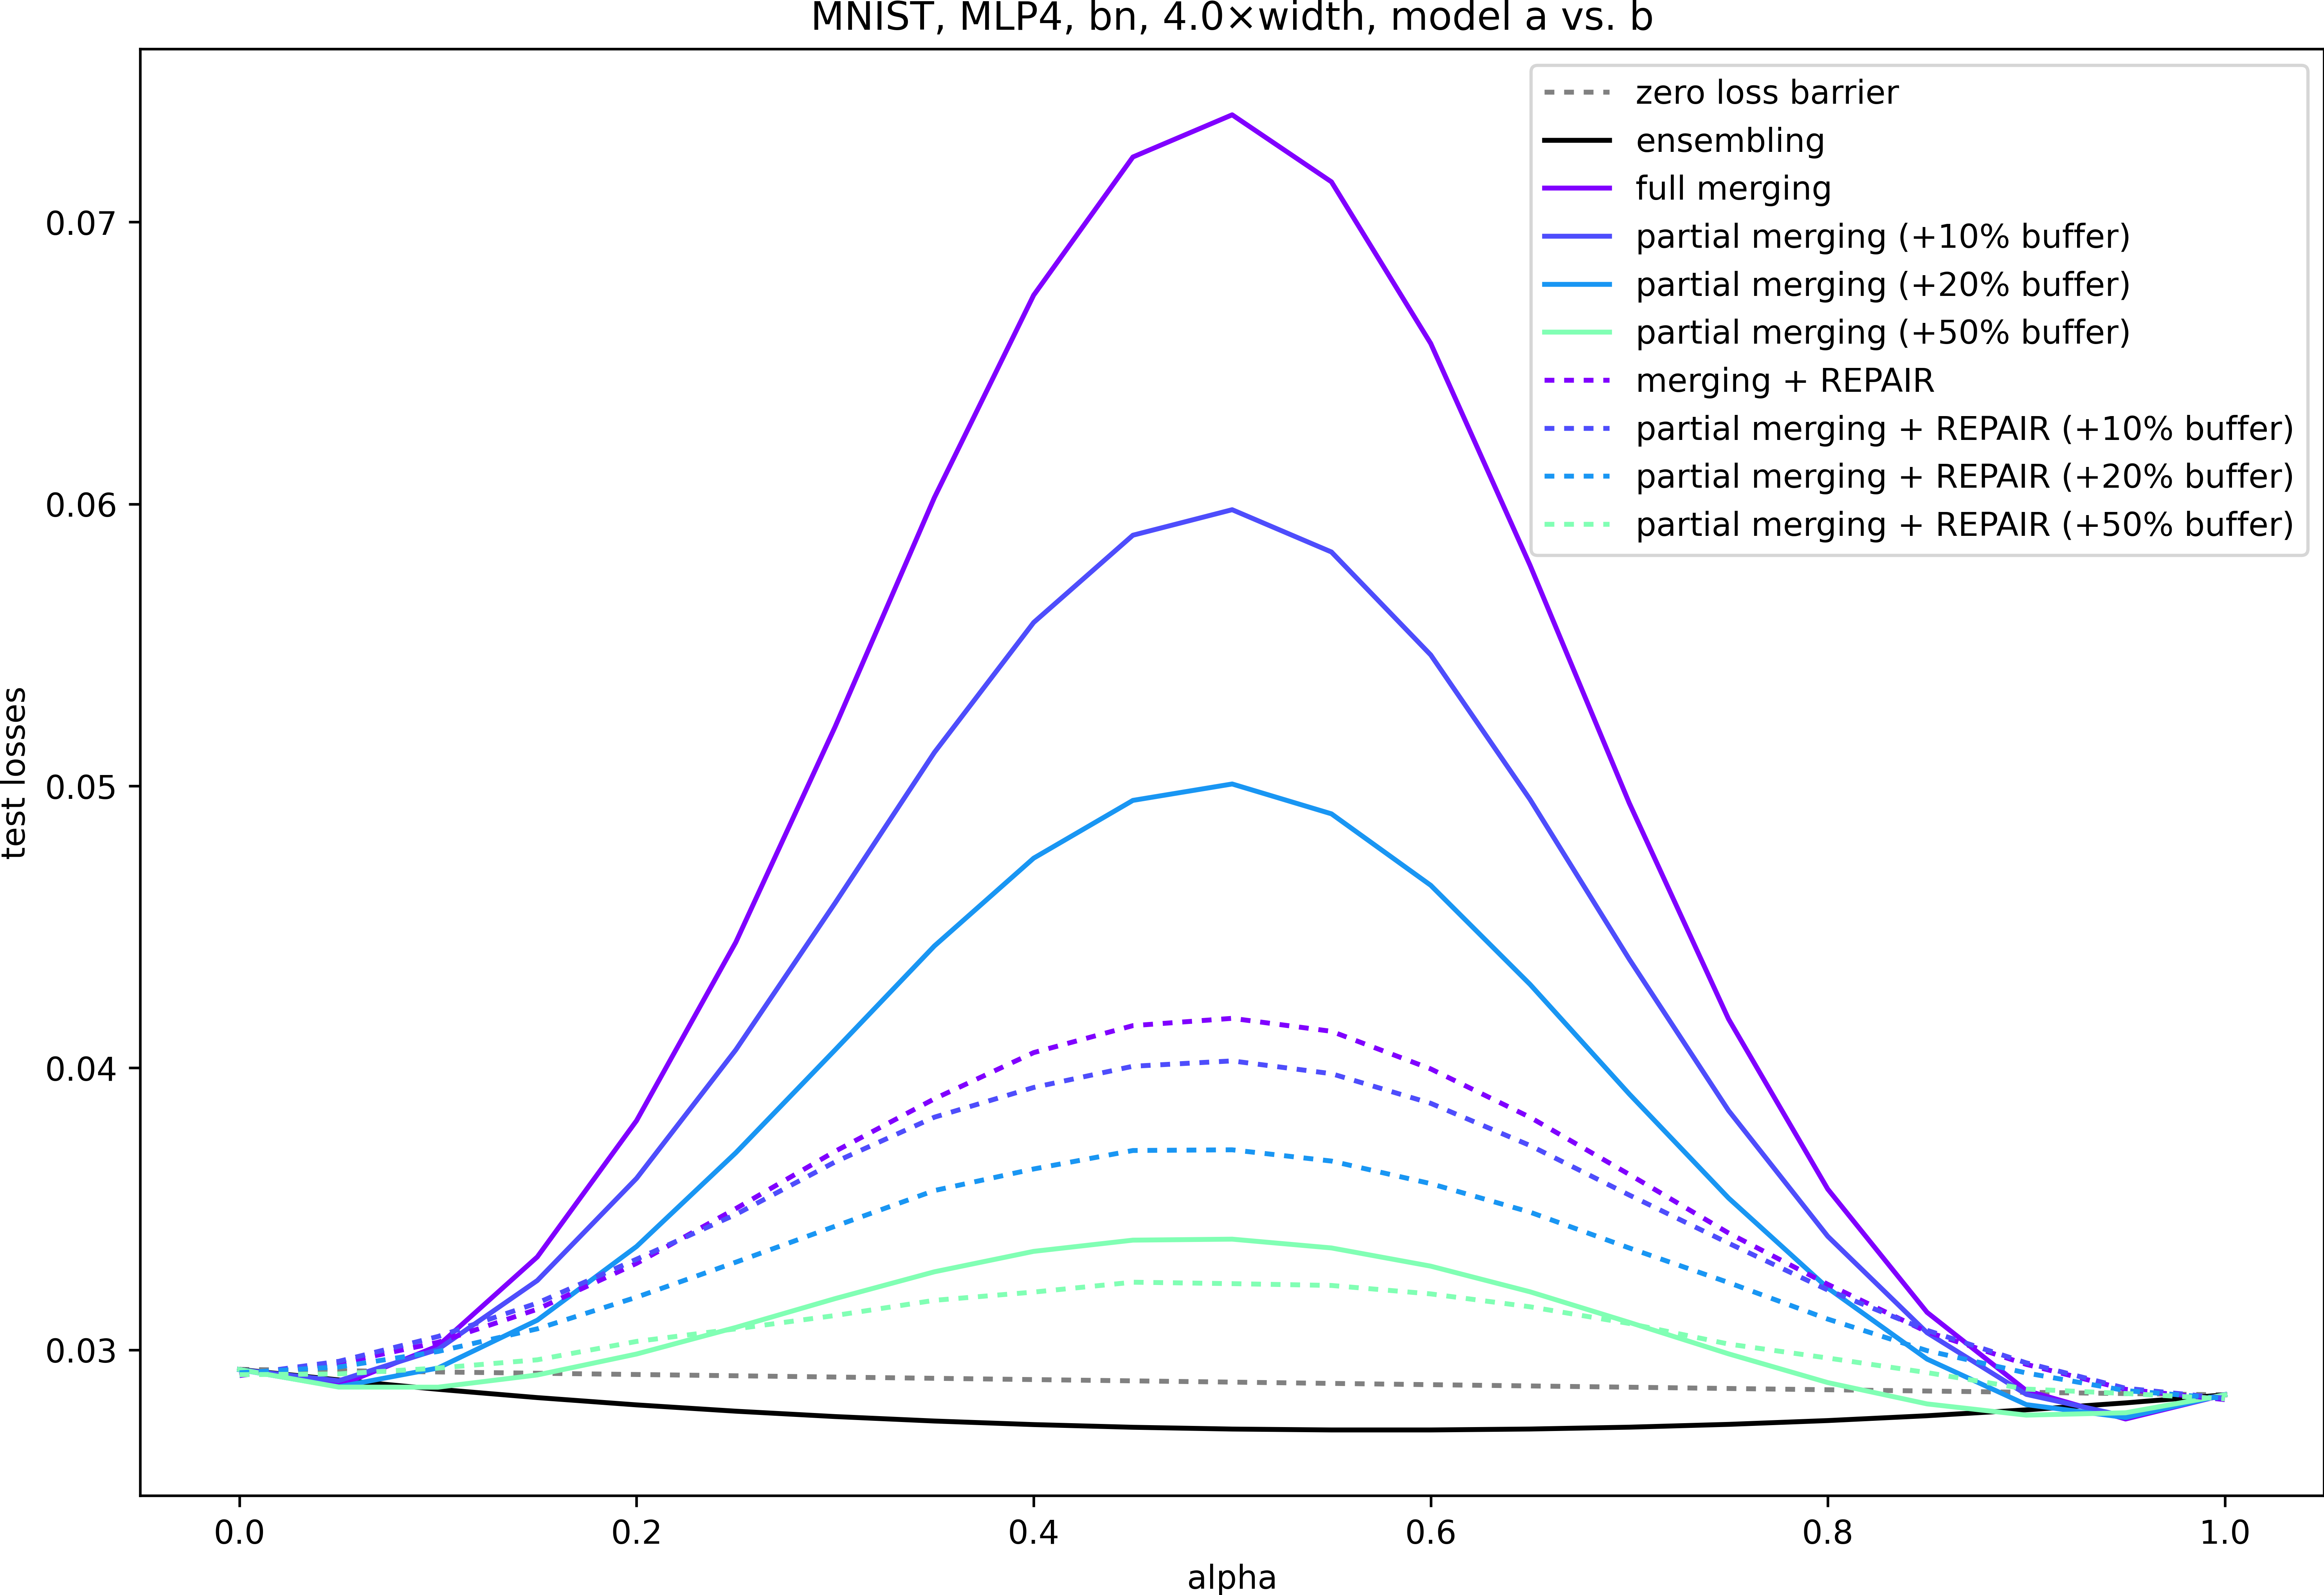 MNIST, MLP4, bn, 4.0×width, model a vs. b
zero loss barrier
ensembling
full merging
partial merging (+10% buffer)
partial merging (+20% buffer)
partial merging (+50% buffer)
merging + REPAIR
partial merging + REPAIR (+10% buffer)
partial merging + REPAIR (+20% buffer)
partial merging + REPAIR (+50% buffer)
test losses
0.07
0.06
0.05
0.04
0.03
0.0
0.2
0.4
0.6
0.8
1.0
alpha